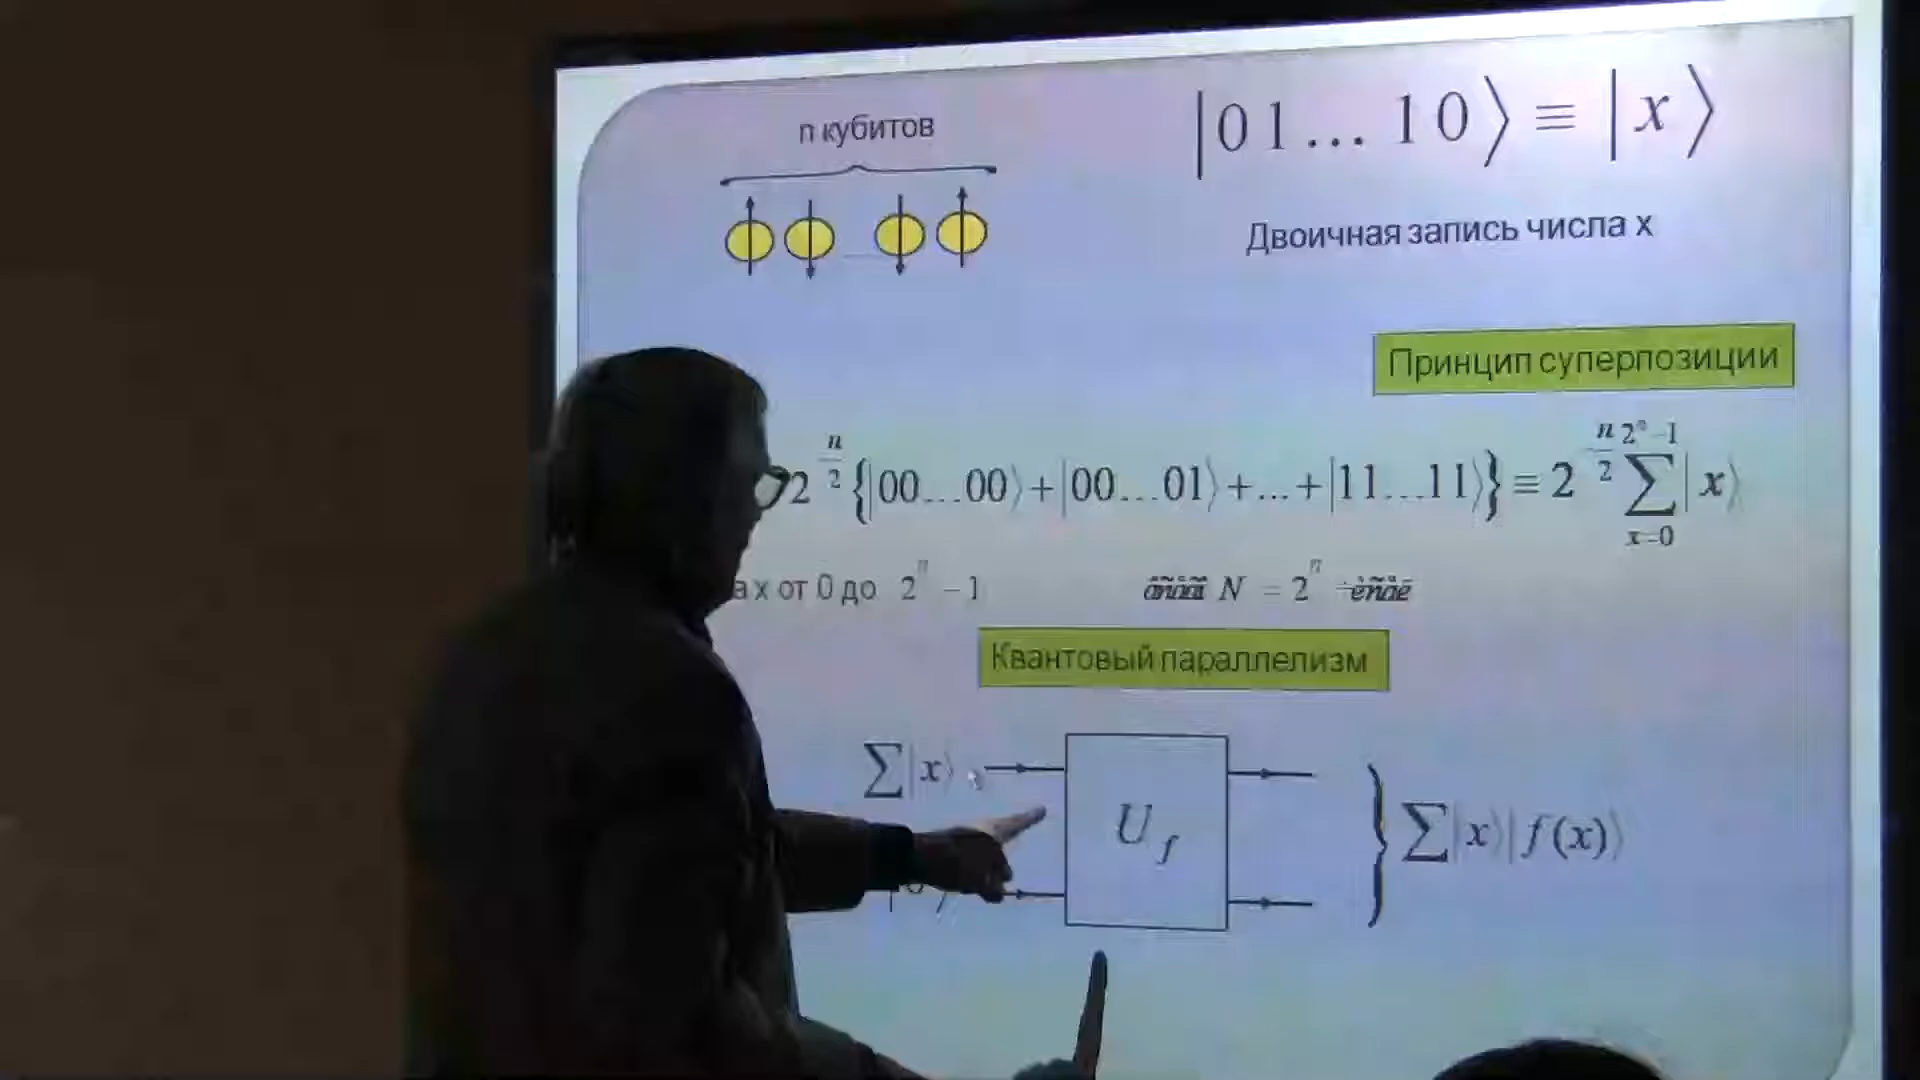 n кубитов
|01...10⟩ ≡ |x⟩
Двоичная запись числа x
Принцип суперпозиции
2^{-n/2}{|00...00⟩+|00...01⟩+...+|11...11⟩} ≡ 2^{-n/2} ∑_{x=0}^{2^n-1} |x⟩
а x от 0 до 2^n − 1
N = 2^n
Квантовый параллелизм
∑|x⟩
U_f
∑|x⟩|f(x)⟩